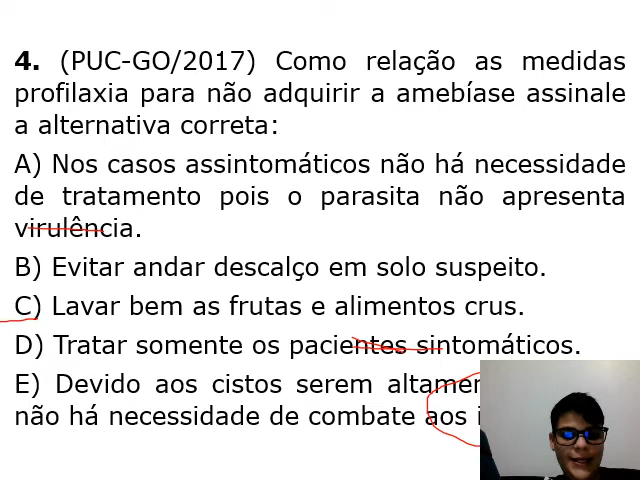 4. (PUC-GO/2017) Como relação as medidas
profilaxia para não adquirir a amebíase assinale
a alternativa correta:
A) Nos casos assintomáticos não há necessidade
de tratamento pois o parasita não apresenta
virulência.
B) Evitar andar descalço em solo suspeito.
C) Lavar bem as frutas e alimentos crus.
D) Tratar somente os pacientes sintomáticos.
E) Devido aos cistos serem
não há necessidade de combate aos